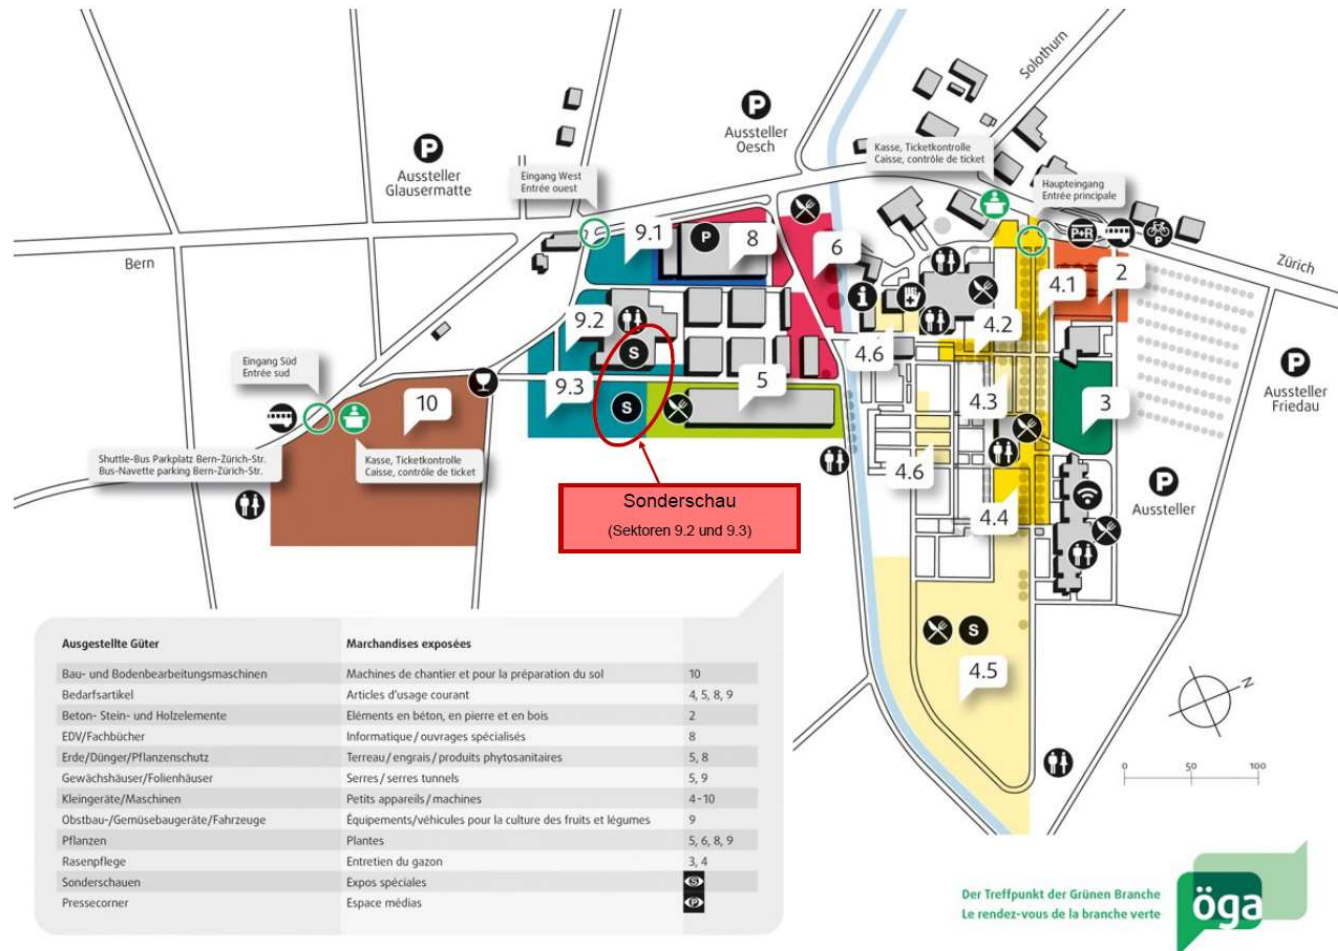 Solothurn
P
Aussteller
Oesch
Kasse, Ticketkontrolle
Caisse, contrôle de ticket
P
Aussteller
Glausermatte
Eingang West
Entrée ouest
Haupteingang
Entrée principale
P+R
P
Zürich
Bern
9.1
P
8
6
4.1
2
i
9.2
S
4.6
4.2
Eingang Süd
Entrée sud
P
Aussteller
Friedau
10
9.3
S
5
4.3
3
Shuttle-Bus Parkplatz Bern-Zürich-Str.
Bus-Navette parking Bern-Zürich-Str.
Kasse, Ticketkontrolle
Caisse, contrôle de ticket
4.6
P
Aussteller
Sonderschau
(Sektoren 9.2 und 9.3)
4.4
S
4.5
N
0 50 100
Ausgestellte Güter Marchandises exposées
Bau- und Bodenbearbeitungsmaschinen Machines de chantier et pour la préparation du sol 10
Bedarfsartikel Articles d'usage courant 4, 5, 8, 9
Beton- Stein- und Holzelemente Eléments en béton, en pierre et en bois 2
EDV/Fachbücher Informatique/ouvrages spécialisés 8
Erde/Dünger/Pflanzenschutz Terreau/engrais/produits phytosanitaires 5, 8
Gewächshäuser/Folienhäuser Serres/serres tunnels 5, 9
Kleingeräte/Maschinen Petits appareils/machines 4-10
Obstbau-/Gemüsebaugeräte/Fahrzeuge Équipements/véhicules pour la culture des fruits et légumes 9
Pflanzen Plantes 5, 6, 8, 9
Rasenpflege Entretien du gazon 3, 4
Sonderschauen Expos spéciales S
Pressecorner Espace médias P
Der Treffpunkt der Grünen Branche
Le rendez-vous de la branche verte
öga